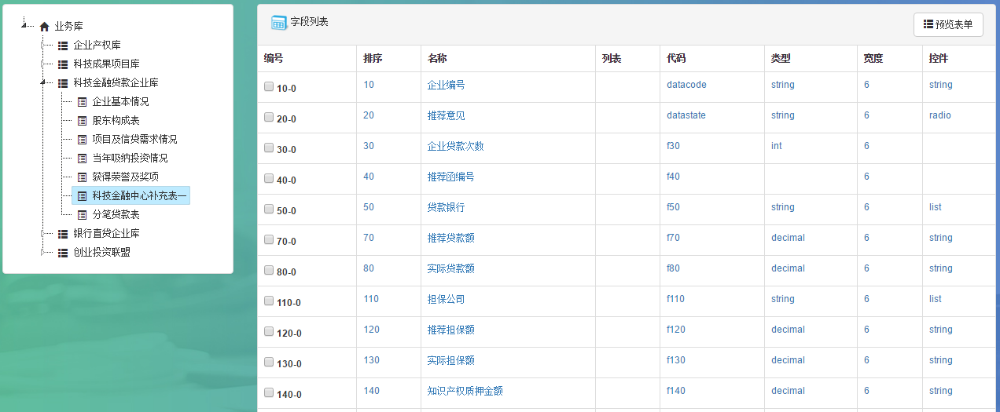 业务库
企业产权库
科技成果项目库
科技金融贷款企业库
企业基本情况
股东构成表
项目及信贷需求情况
当年吸纳投资情况
获得荣誉及奖项
科技金融中心补充表一
分笔贷款表
银行直贷企业库
创业投资联盟
字段列表
预览表单
编号 排序 名称 列表 代码 类型 宽度 控件
10-0 10 企业编号 datacode string 6 string
20-0 20 推荐意见 datastate string 6 radio
30-0 30 企业贷款次数 f30 int 6
40-0 40 推荐函编号 f40 6
50-0 50 贷款银行 f50 string 6 list
70-0 70 推荐贷款额 f70 decimal 6 string
80-0 80 实际贷款额 f80 decimal 6 string
110-0 110 担保公司 f110 string 6 list
120-0 120 推荐担保额 f120 decimal 6 string
130-0 130 实际担保额 f130 decimal 6 string
140-0 140 知识产权质押金额 f140 decimal 6 string